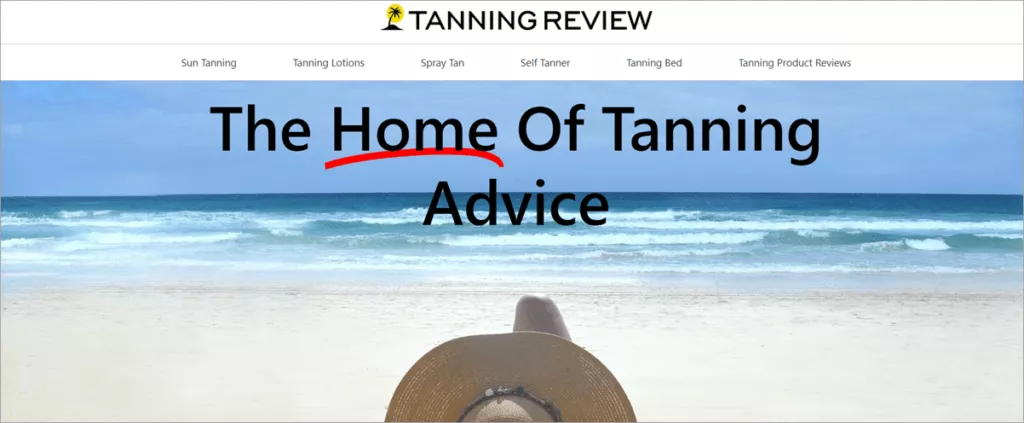 TANNING REVIEW
Sun Tanning Tanning Lotions Spray Tan Self Tanner Tanning Bed Tanning Product Reviews
The Home Of Tanning
Advice